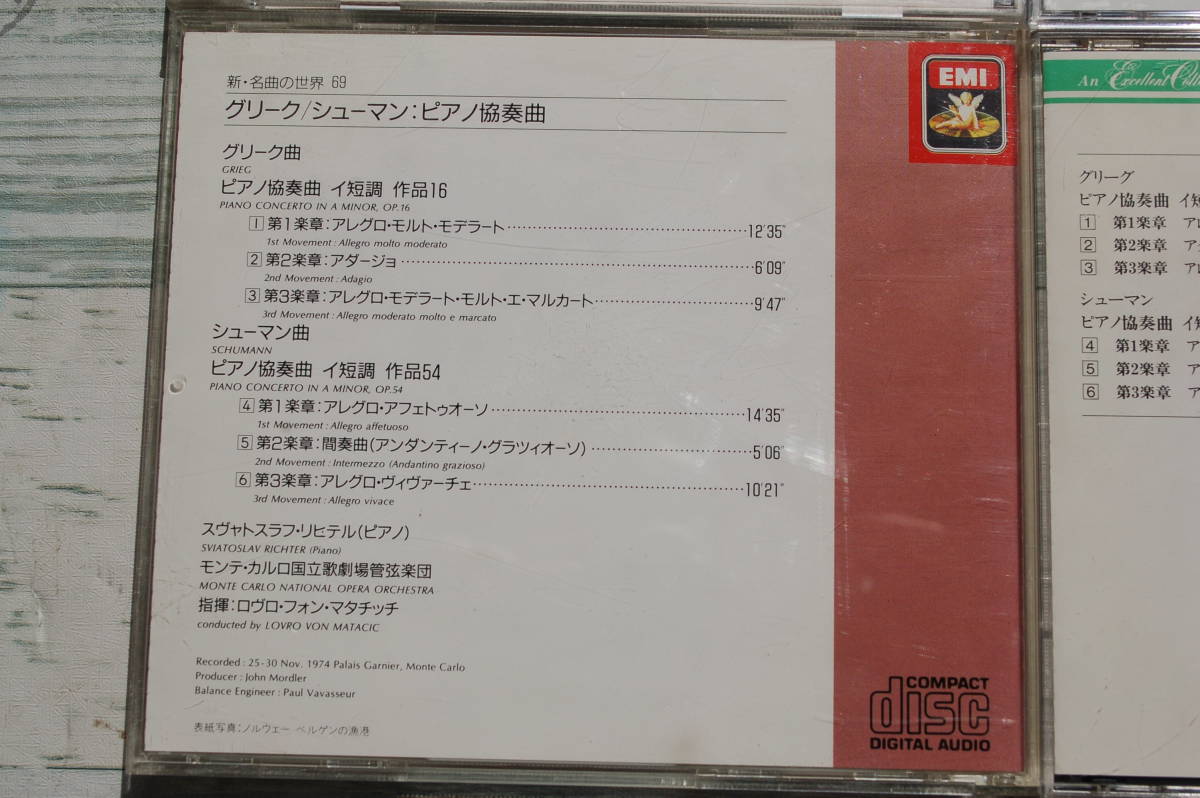 新・名曲の世界 69
グリーク/シューマン:ピアノ協奏曲
グリーク曲
GRIEG
ピアノ協奏曲 イ短調 作品16
PIANO CONCERTO IN A MINOR, OP.16
1 第1楽章:アレグロ・モルト・モデラート 12'35"
1st Movement : Allegro molto moderato
2 第2楽章:アダージョ 6'09"
2nd Movement : Adagio
3 第3楽章:アレグロ・モデラート・モルト・エ・マルカート 9'47"
3rd Movement : Allegro moderato molto e marcato
シューマン曲
SCHUMANN
ピアノ協奏曲 イ短調 作品54
PIANO CONCERTO IN A MINOR, OP.54
4 第1楽章:アレグロ・アフェトゥオーソ 14'35"
1st Movement : Allegro affetuoso
5 第2楽章:間奏曲(アンダンティーノ・グラツィオーソ) 5'06"
2nd Movement : Intermezzo (Andantino grazioso)
6 第3楽章:アレグロ・ヴィヴァーチェ 10'21"
3rd Movement : Allegro vivace
スヴャトスラフ・リヒテル(ピアノ)
SVIATOSLAV RICHTER (Piano)
モンテ・カルロ国立歌劇場管弦楽団
MONTE CARLO NATIONAL OPERA ORCHESTRA
指揮:ロヴロ・フォン・マタチッチ
conducted by LOVRO VON MATACIC
Recorded : 25-30 Nov. 1974 Palais Garnier, Monte Carlo
Producer : John Mordler
Balance Engineer : Paul Vavasseur
表紙写真:ノルウェー ベルゲンの漁港
EMI
COMPACT
disc
DIGITAL AUDIO
An Excellent
グリーグ
ピアノ協奏曲 イ短
1 第1楽章 ア
2 第2楽章 ア
3 第3楽章 ア
シューマン
ピアノ協奏曲 イ短
4 第1楽章 ア
5 第2楽章 ア
6 第3楽章 ア